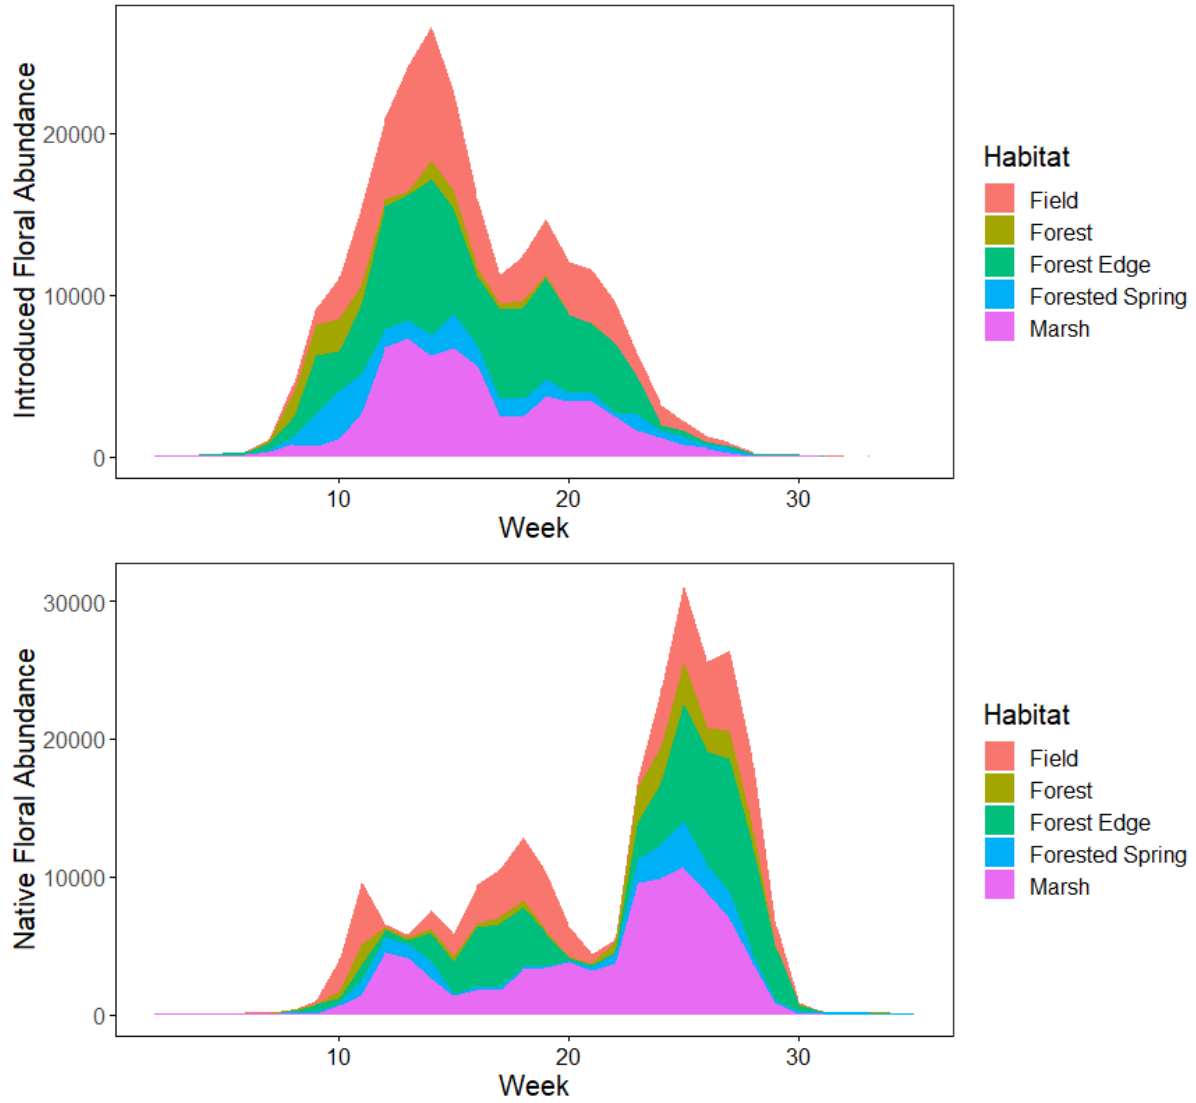 Introduced Floral Abundance
20000
10000
0
10 20 30
Week
Habitat
Field
Forest
Forest Edge
Forested Spring
Marsh
Native Floral Abundance
30000
20000
10000
0
10 20 30
Week
Habitat
Field
Forest
Forest Edge
Forested Spring
Marsh